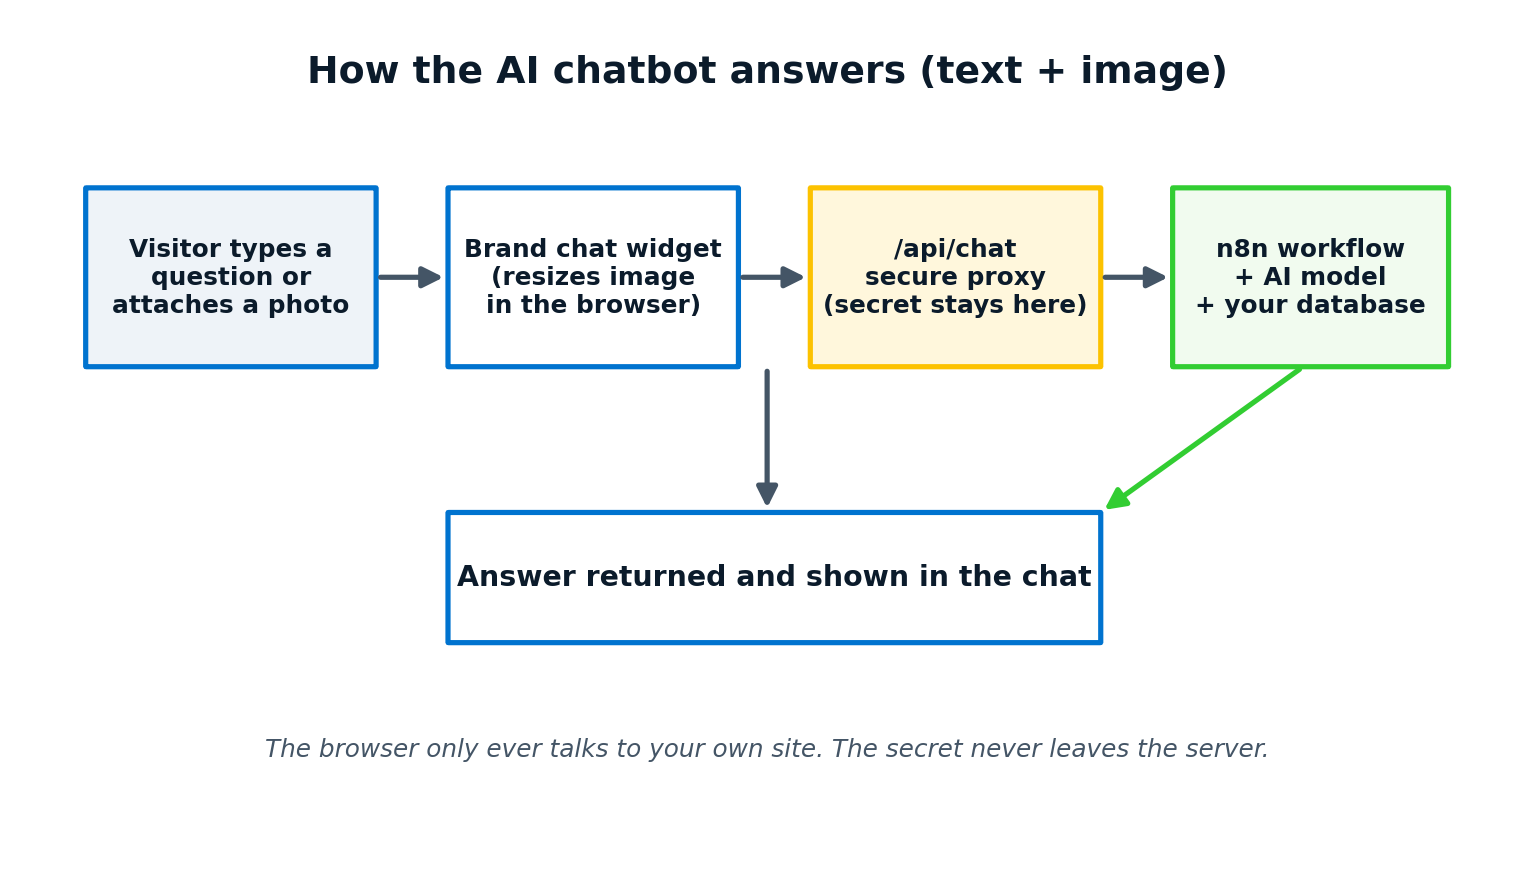 How the AI chatbot answers (text + image)
Visitor types a
question or
attaches a photo
Brand chat widget
(resizes image
in the browser)
/api/chat
secure proxy
(secret stays here)
n8n workflow
+ AI model
+ your database
Answer returned and shown in the chat
The browser only ever talks to your own site. The secret never leaves the server.